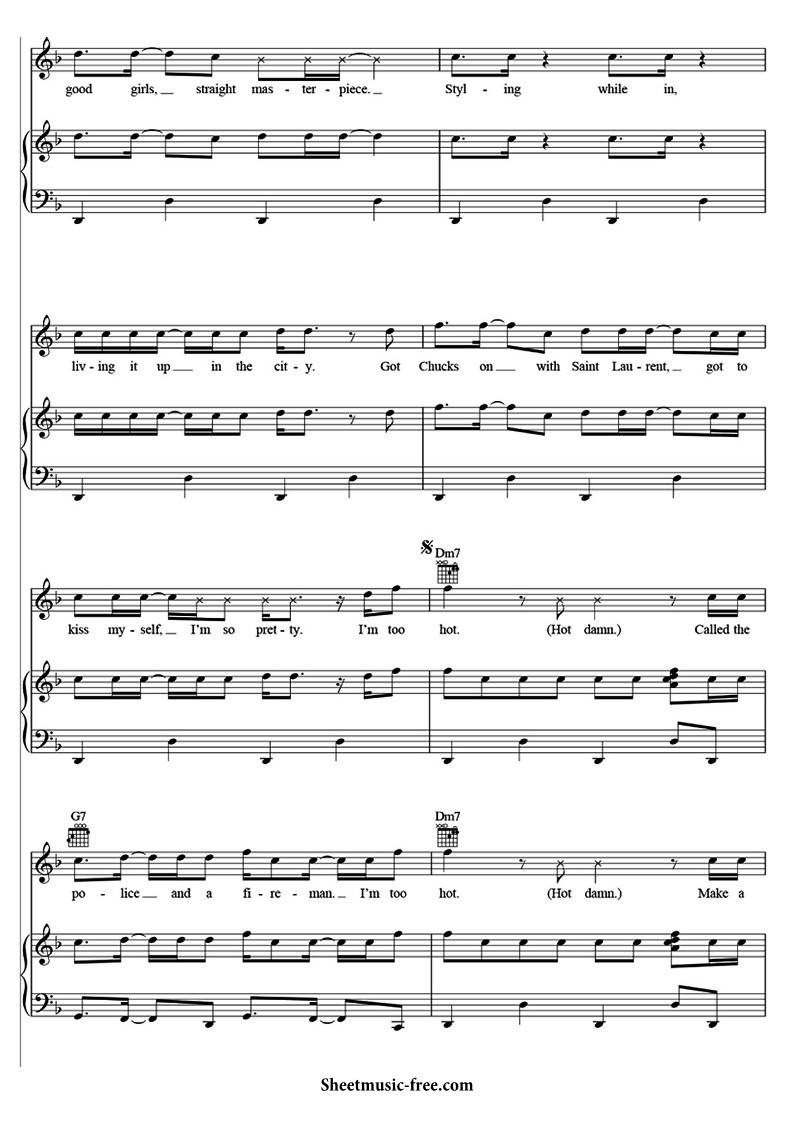 good girls, straight mas - ter - piece. Styl - ing while in,
liv - ing it up in the cit - y. Got Chucks on with Saint Lau - rent, got to
Dm7
kiss my - self, I'm so pret - ty. I'm too hot. (Hot damn.) Called the
G7 Dm7
po - lice and a fi - re - man. I'm too hot. (Hot damn.) Make a
Sheetmusic-free.com